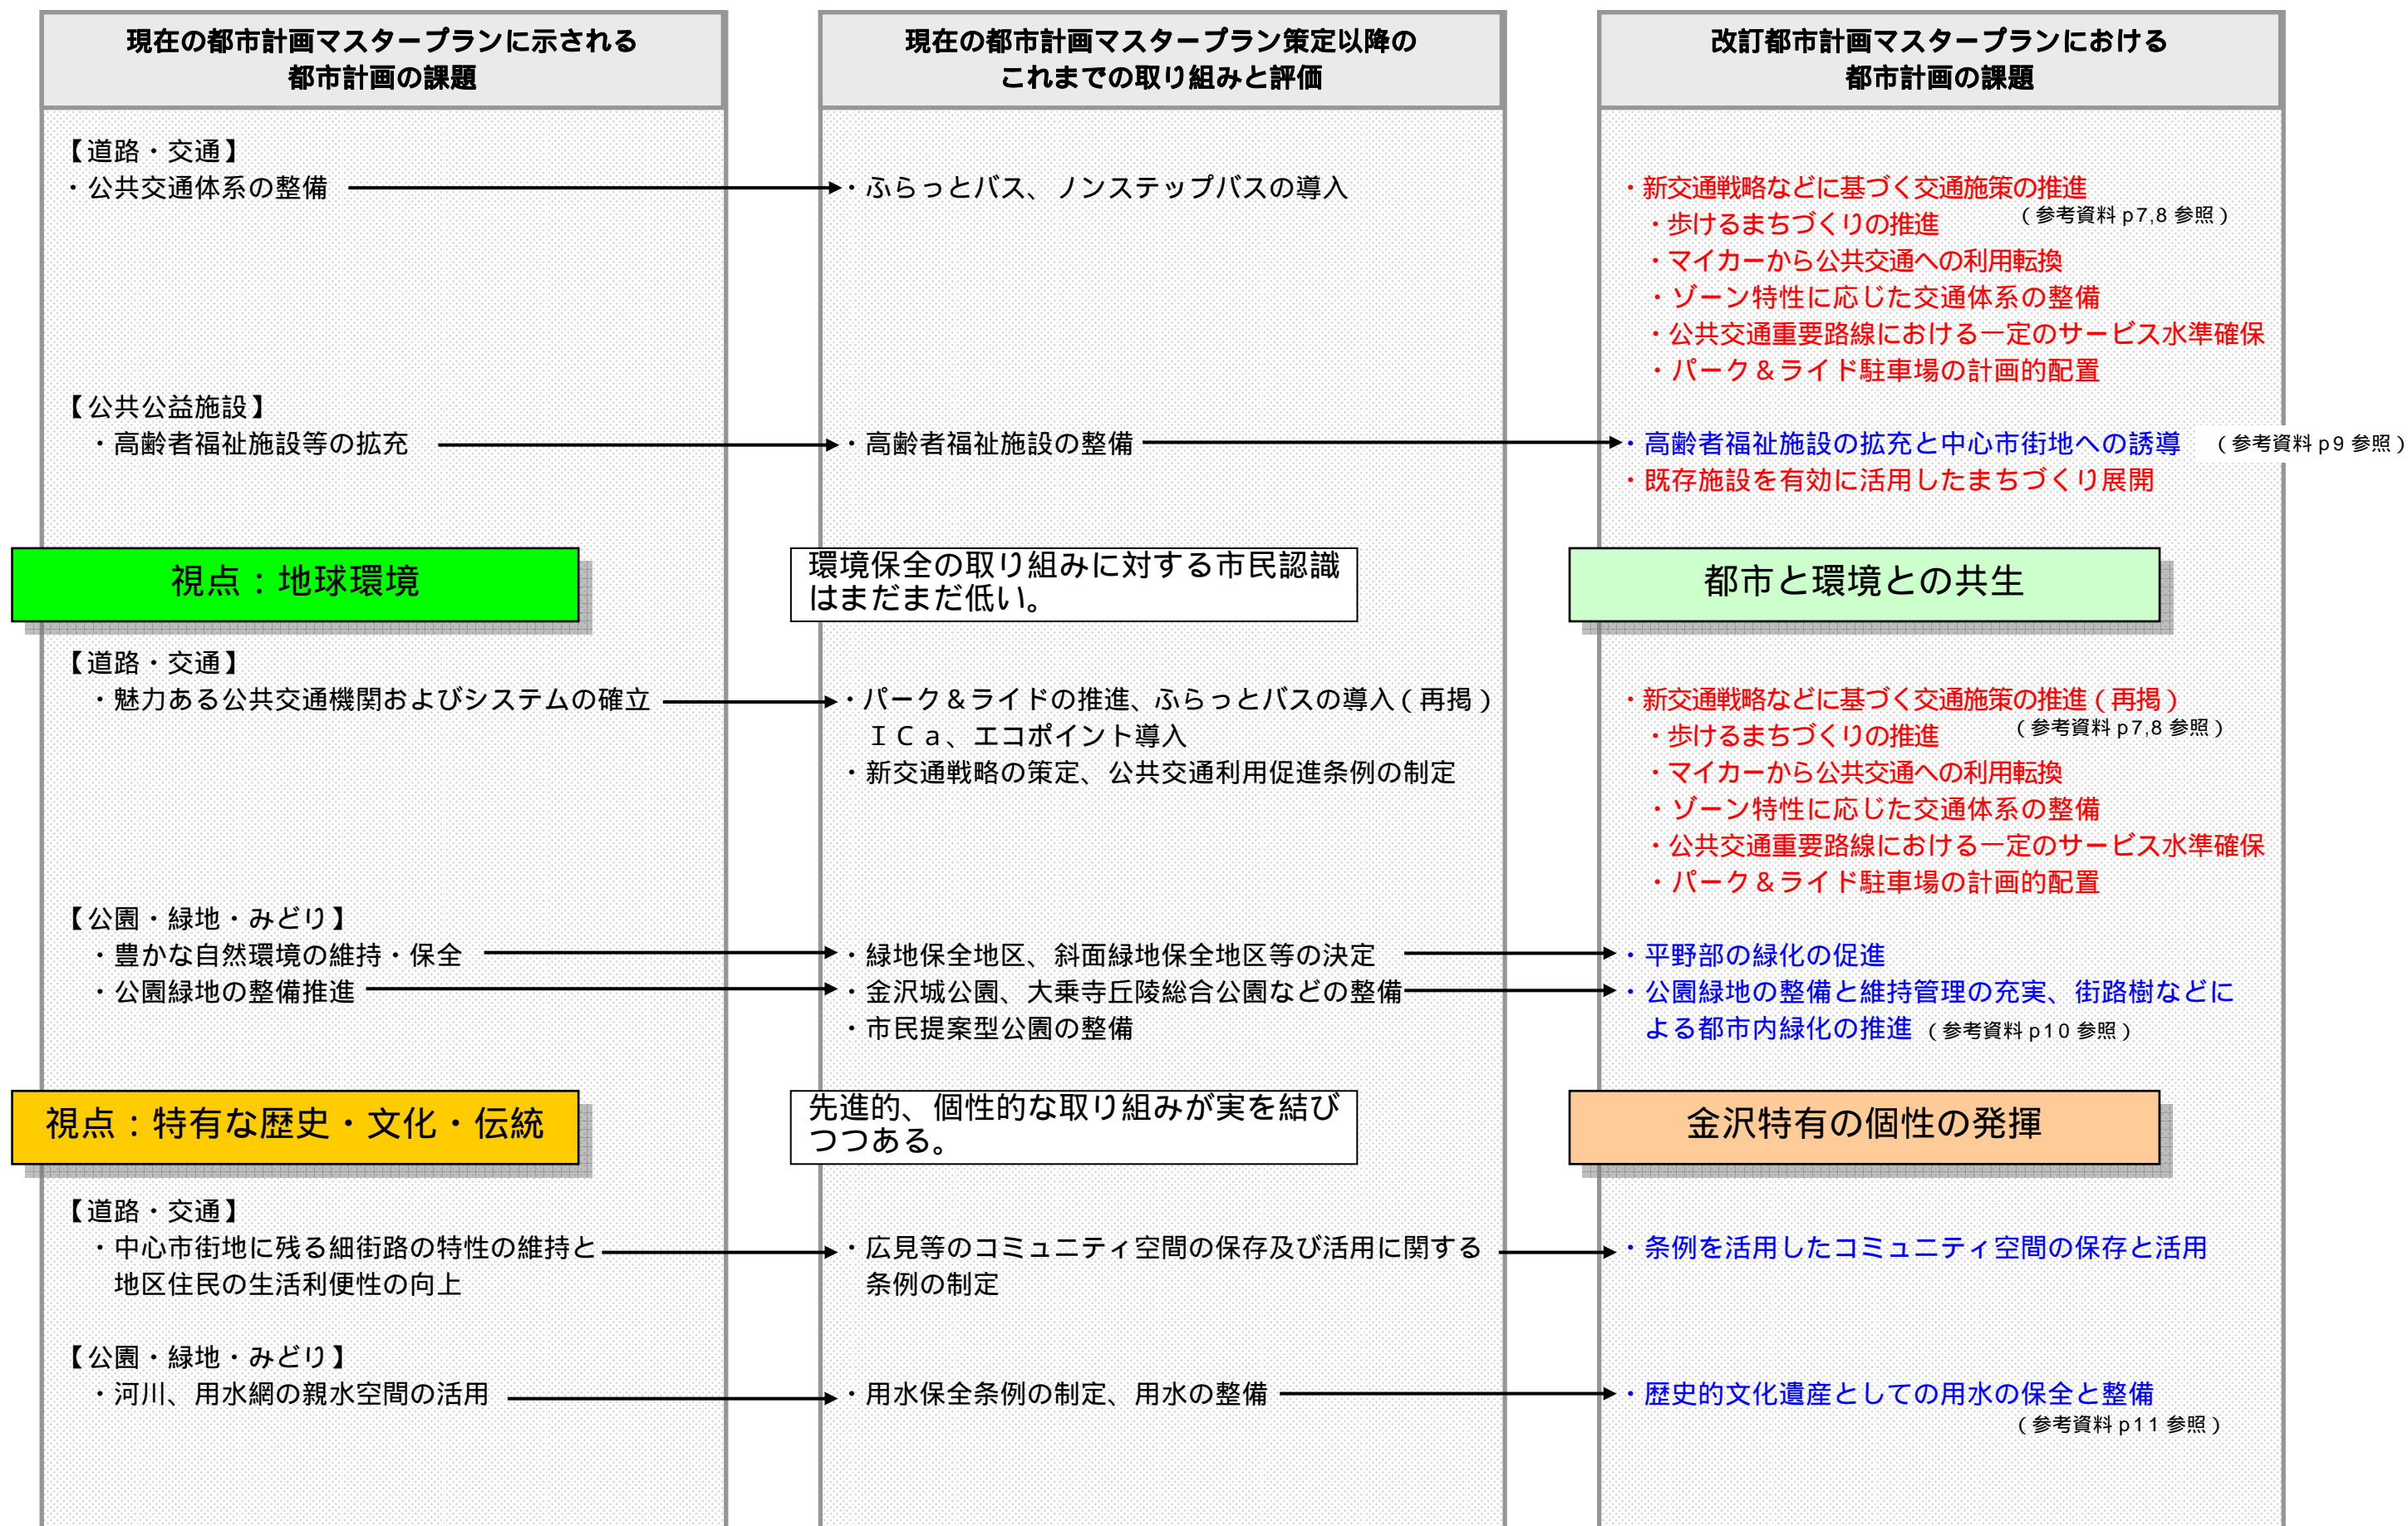 現在の都市計画マスタープランに示される
都市計画の課題
現在の都市計画マスタープラン策定以降の
これまでの取り組みと評価
改訂都市計画マスタープランにおける
都市計画の課題
【道路・交通】
・公共交通体系の整備
・ふらっとバス、ノンステップバスの導入
・新交通戦略などに基づく交通施策の推進
（参考資料 p7,8 参照）
・歩けるまちづくりの推進
・マイカーから公共交通への利用転換
・ゾーン特性に応じた交通体系の整備
・公共交通重要路線における一定のサービス水準確保
・パーク＆ライド駐車場の計画的配置
【公共公益施設】
・高齢者福祉施設等の拡充
・高齢者福祉施設の整備
・高齢者福祉施設の拡充と中心市街地への誘導 （参考資料 p9 参照）
・既存施設を有効に活用したまちづくり展開
視点：地球環境
環境保全の取り組みに対する市民認識
はまだまだ低い。
都市と環境との共生
【道路・交通】
・魅力ある公共交通機関およびシステムの確立
・パーク＆ライドの推進、ふらっとバスの導入（再掲）
ＩＣａ、エコポイント導入
・新交通戦略の策定、公共交通利用促進条例の制定
・新交通戦略などに基づく交通施策の推進（再掲）
（参考資料 p7,8 参照）
・歩けるまちづくりの推進
・マイカーから公共交通への利用転換
・ゾーン特性に応じた交通体系の整備
・公共交通重要路線における一定のサービス水準確保
・パーク＆ライド駐車場の計画的配置
【公園・緑地・みどり】
・豊かな自然環境の維持・保全
・公園緑地の整備推進
・緑地保全地区、斜面緑地保全地区等の決定
・金沢城公園、大乗寺丘陵総合公園などの整備
・市民提案型公園の整備
・平野部の緑化の促進
・公園緑地の整備と維持管理の充実、街路樹などに
よる都市内緑化の推進 （参考資料 p10 参照）
視点：特有な歴史・文化・伝統
先進的、個性的な取り組みが実を結び
つつある。
金沢特有の個性の発揮
【道路・交通】
・中心市街地に残る細街路の特性の維持と
地区住民の生活利便性の向上
・広見等のコミュニティ空間の保存及び活用に関する
条例の制定
・条例を活用したコミュニティ空間の保存と活用
【公園・緑地・みどり】
・河川、用水網の親水空間の活用
・用水保全条例の制定、用水の整備
・歴史的文化遺産としての用水の保全と整備
（参考資料 p11 参照）